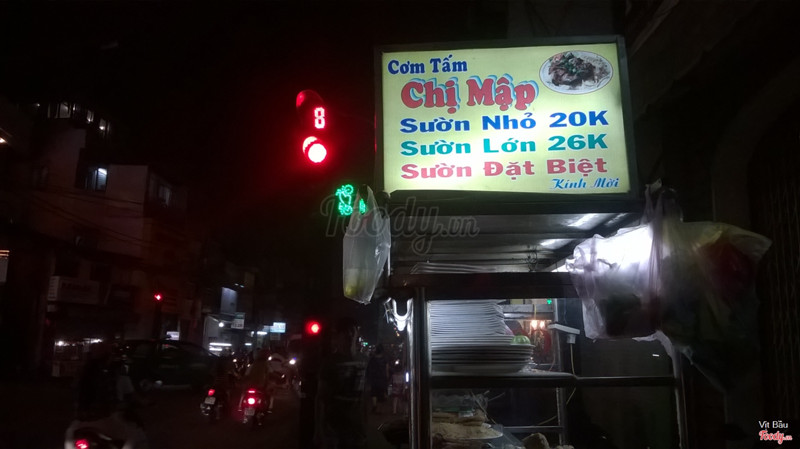 Cơm Tấm
Chị Mập
Sườn Nhỏ 20K
Sườn Lớn 26K
Sườn Đặt Biệt
Kính Mời
8
Foody.vn
Vịt Bầu
Foody.vn